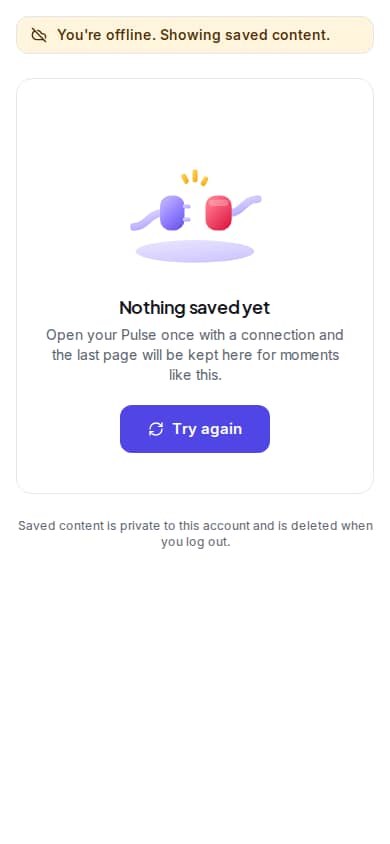 You're offline. Showing saved content.
Nothing saved yet
Open your Pulse once with a connection and
the last page will be kept here for moments
like this.
Try again
Saved content is private to this account and is deleted when
you log out.